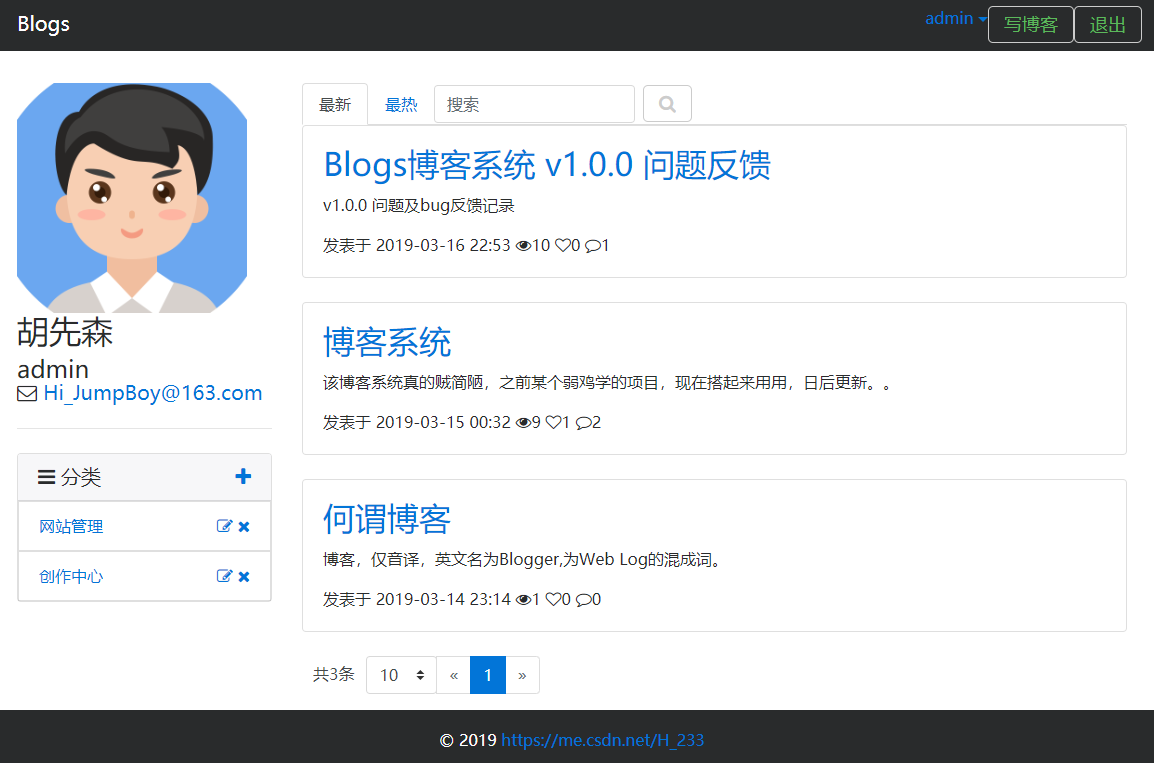 Blogs
admin
写博客
退出
胡先森
admin
Hi_JumpBoy@163.com
分类
网站管理
创作中心
最新
最热
搜索
Blogs博客系统 v1.0.0 问题反馈
v1.0.0 问题及bug反馈记录
发表于 2019-03-16 22:53 10 0 1
博客系统
该博客系统真的贼简陋，之前某个弱鸡学的项目，现在搭起来用用，日后更新。。
发表于 2019-03-15 00:32 9 1 2
何谓博客
博客，仅音译，英文名为Blogger,为Web Log的混成词。
发表于 2019-03-14 23:14 1 0 0
共3条 10 « 1 »
© 2019 https://me.csdn.net/H_233